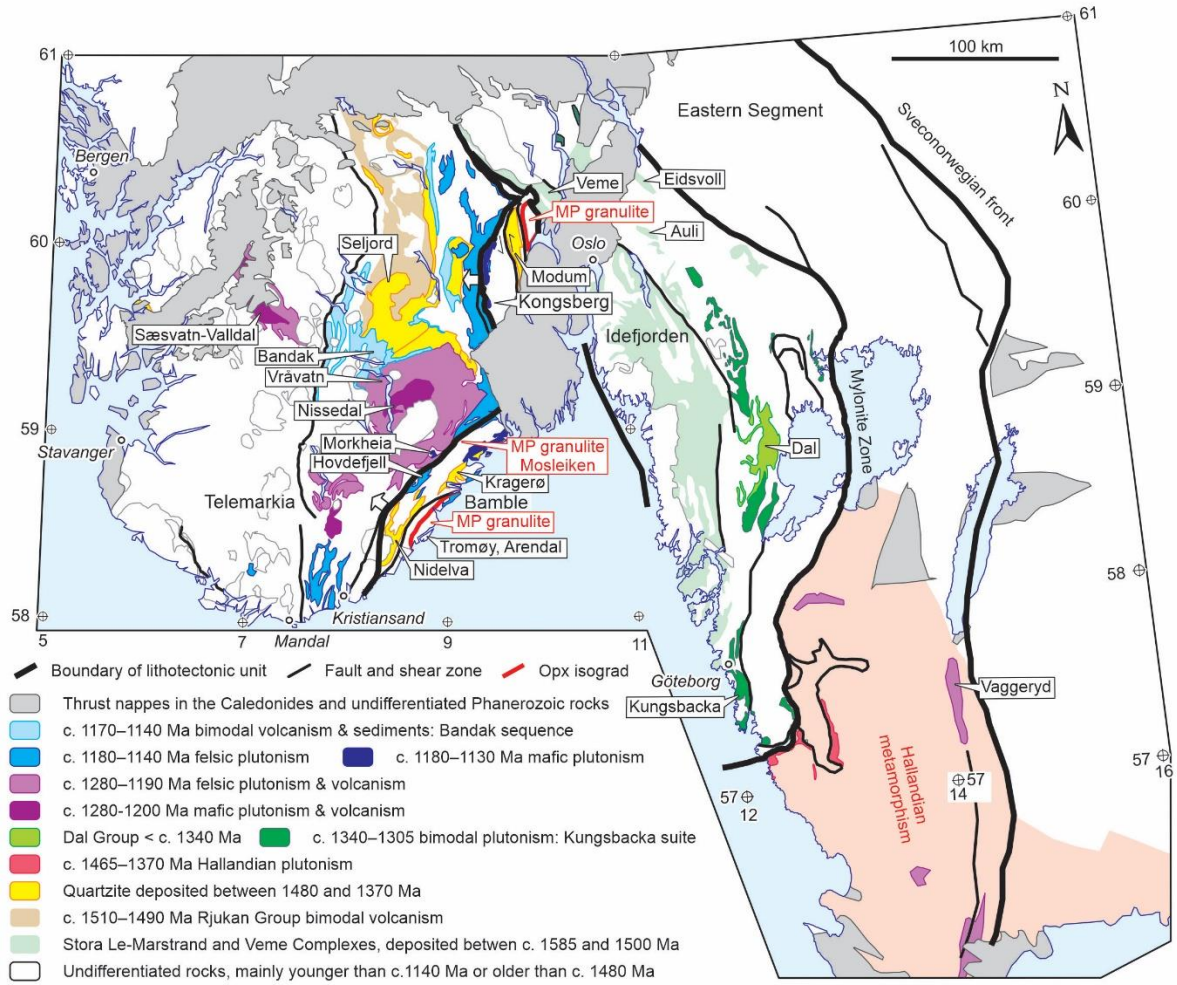 61
61
100 km
N
Eastern Segment
Sveconorwegian front
Bergen
Veme
Eidsvoll
MP granulite
60
60
Auli
Seljord
Oslo
Modum
Kongsberg
Idefjorden
Sæsvatn-Valldal
Bandak
Vråvatn
59
Mylonite Zone
Nissedal
59
Morkheia
MP granulite
Mosleiken
Dal
Stavanger
Hovdefjell
Kragerø
Telemarkia
Bamble
MP granulite
Tromøy, Arendal
Nidelva
58
58
Kristiansand
5
7
Mandal
9
11
Boundary of lithotectonic unit
Fault and shear zone
Opx isograd
Göteborg
Vaggeryd
Kungsbacka
Thrust nappes in the Caledonides and undifferentiated Phanerozoic rocks
c. 1170–1140 Ma bimodal volcanism & sediments: Bandak sequence
c. 1180–1140 Ma felsic plutonism
c. 1180–1130 Ma mafic plutonism
Hallandian
metamorphism
57
16
57
14
57
12
c. 1280–1190 Ma felsic plutonism & volcanism
c. 1280-1200 Ma mafic plutonism & volcanism
Dal Group < c. 1340 Ma
c. 1340–1305 bimodal plutonism: Kungsbacka suite
c. 1465–1370 Ma Hallandian plutonism
Quartzite deposited between 1480 and 1370 Ma
c. 1510–1490 Ma Rjukan Group bimodal volcanism
Stora Le-Marstrand and Veme Complexes, deposited betwen c. 1585 and 1500 Ma
Undifferentiated rocks, mainly younger than c.1140 Ma or older than c. 1480 Ma